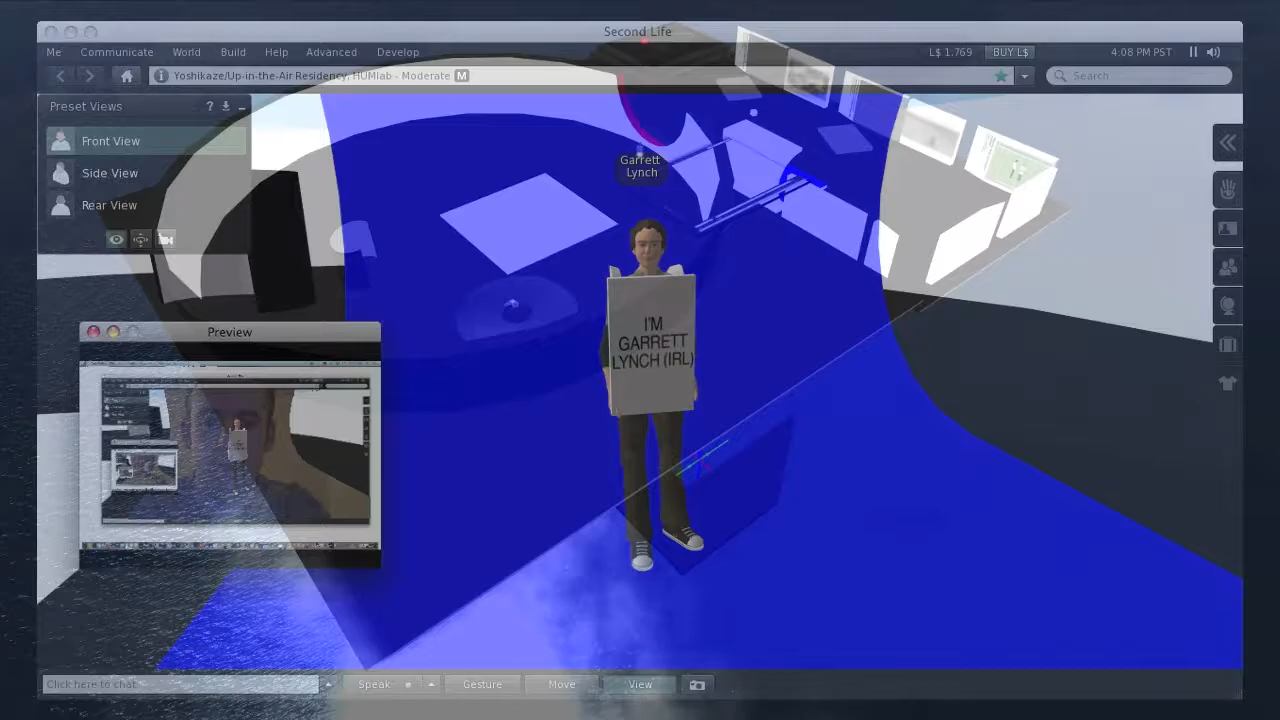 Second Life
Me Communicate World Build Help Advanced Develop L$ 1,769 BUY L$ 4:08 PM PST
Yoshikaze/Up-in-the-Air Residency, HUMlab - Moderate M
Search
Preset Views ?
Front View
Side View
Rear View
Garrett
Lynch
I'M
GARRETT
LYNCH (IRL)
Preview
Click here to chat
Speak Gesture Move View